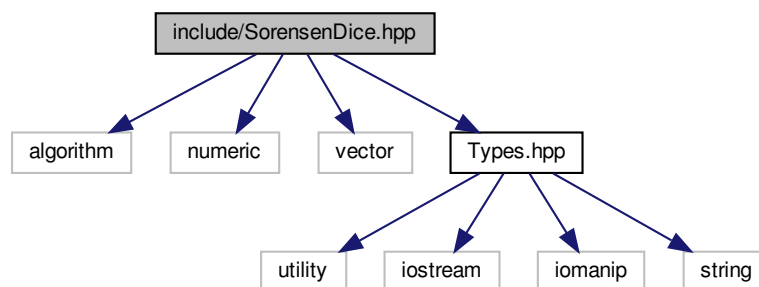 include/SorensenDice.hpp
algorithm
numeric
vector
Types.hpp
utility
iostream
iomanip
string